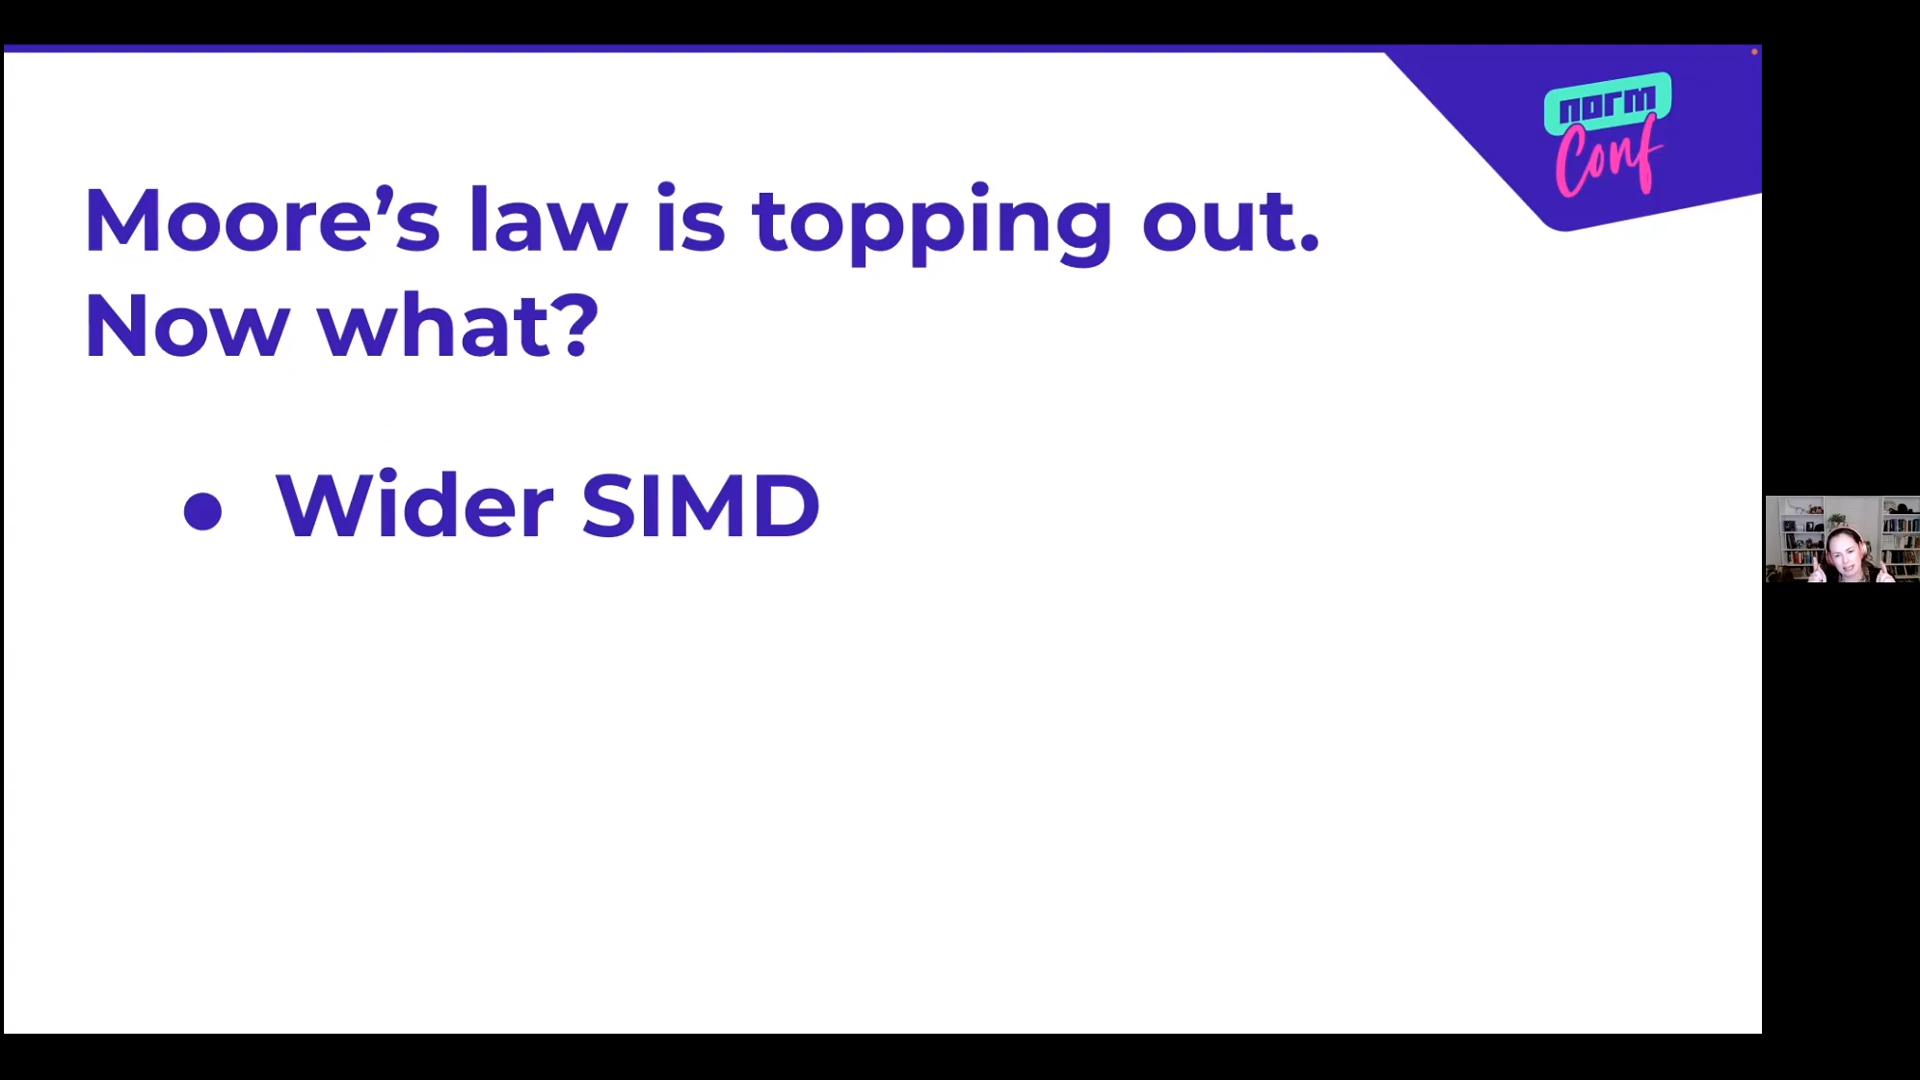 norm
Conf
Moore’s law is topping out.
Now what?
● Wider SIMD